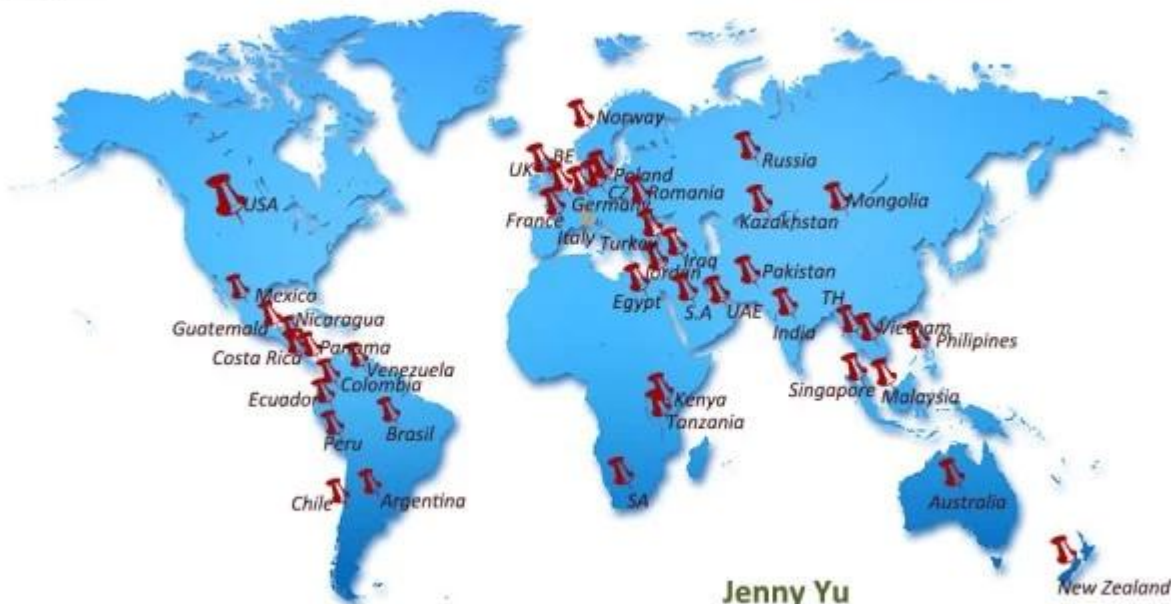 Norway
UK
BE
Poland
Russia
USA
CZ
Romania
Germany
France
Kazakhstan
Mongolia
Italy
Turkey
Iraq
Jordan
Pakistan
Egypt
S.A
UAE
India
TH
Vietnam
Philipines
Mexico
Guatemala
Nicaragua
Costa Rica
Panama
Venezuela
Colombia
Ecuador
Singapore
Malaysia
Kenya
Tanzania
Peru
Brasil
Chile
Argentina
SA
Australia
New Zealand
Jenny Yu